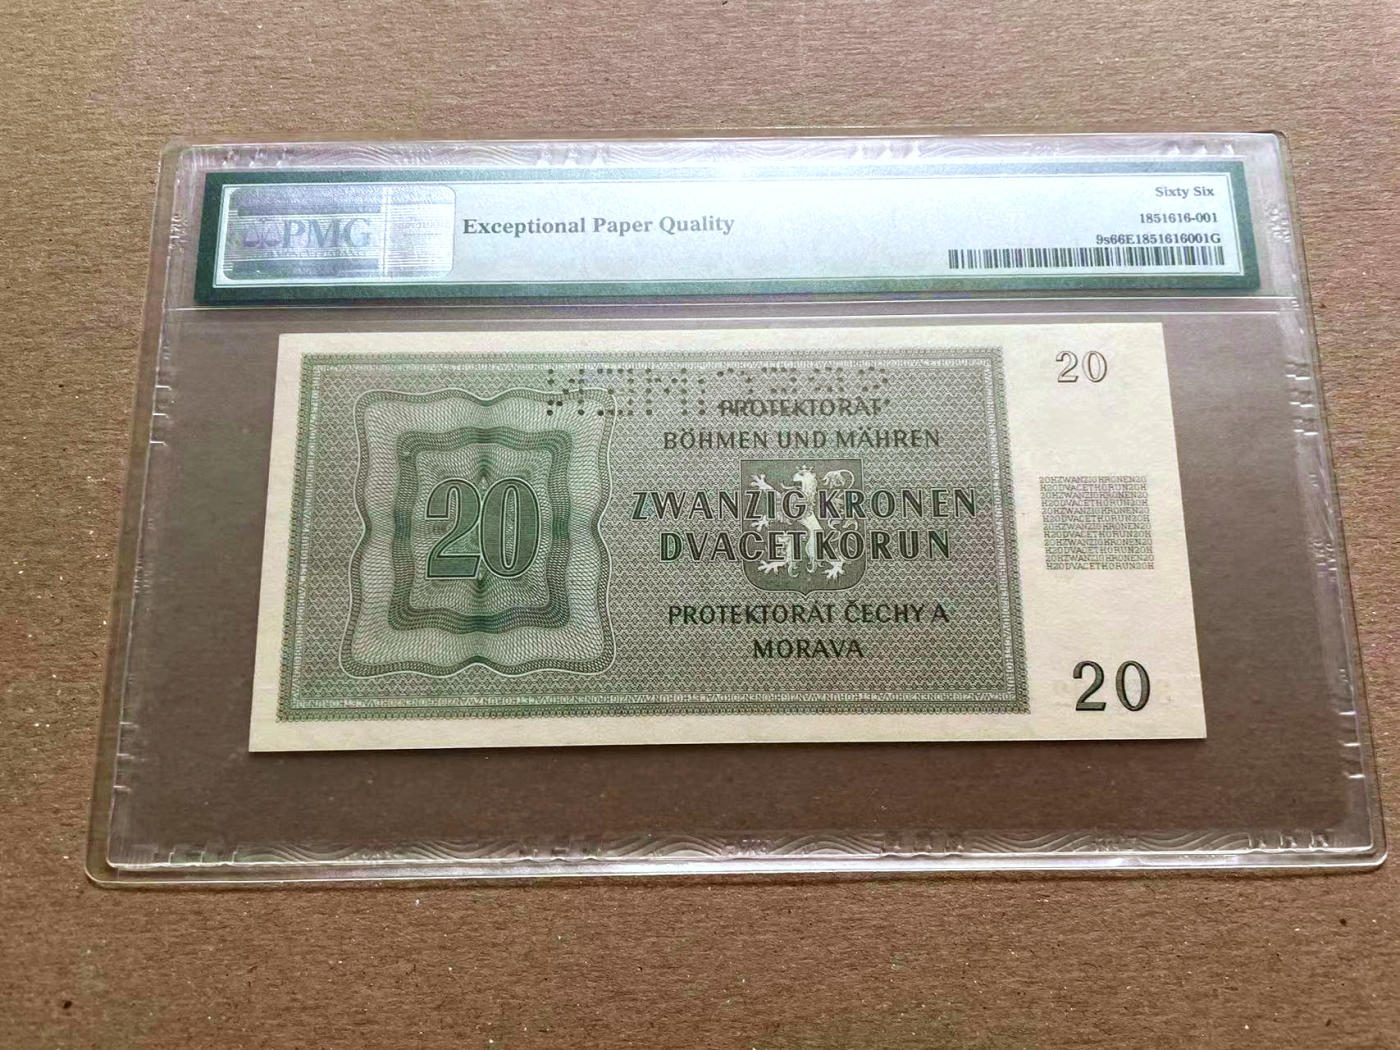 PMG
Exceptional Paper Quality
Sixty Six
1851616-001
9s66E1851616001G
20
PROTEKTORAT
BÖHMEN UND MÄHREN
20
ZWANZIG KRONEN
DVACET KORUN
PROTEKTORÁT ČECHY A
MORAVA
20